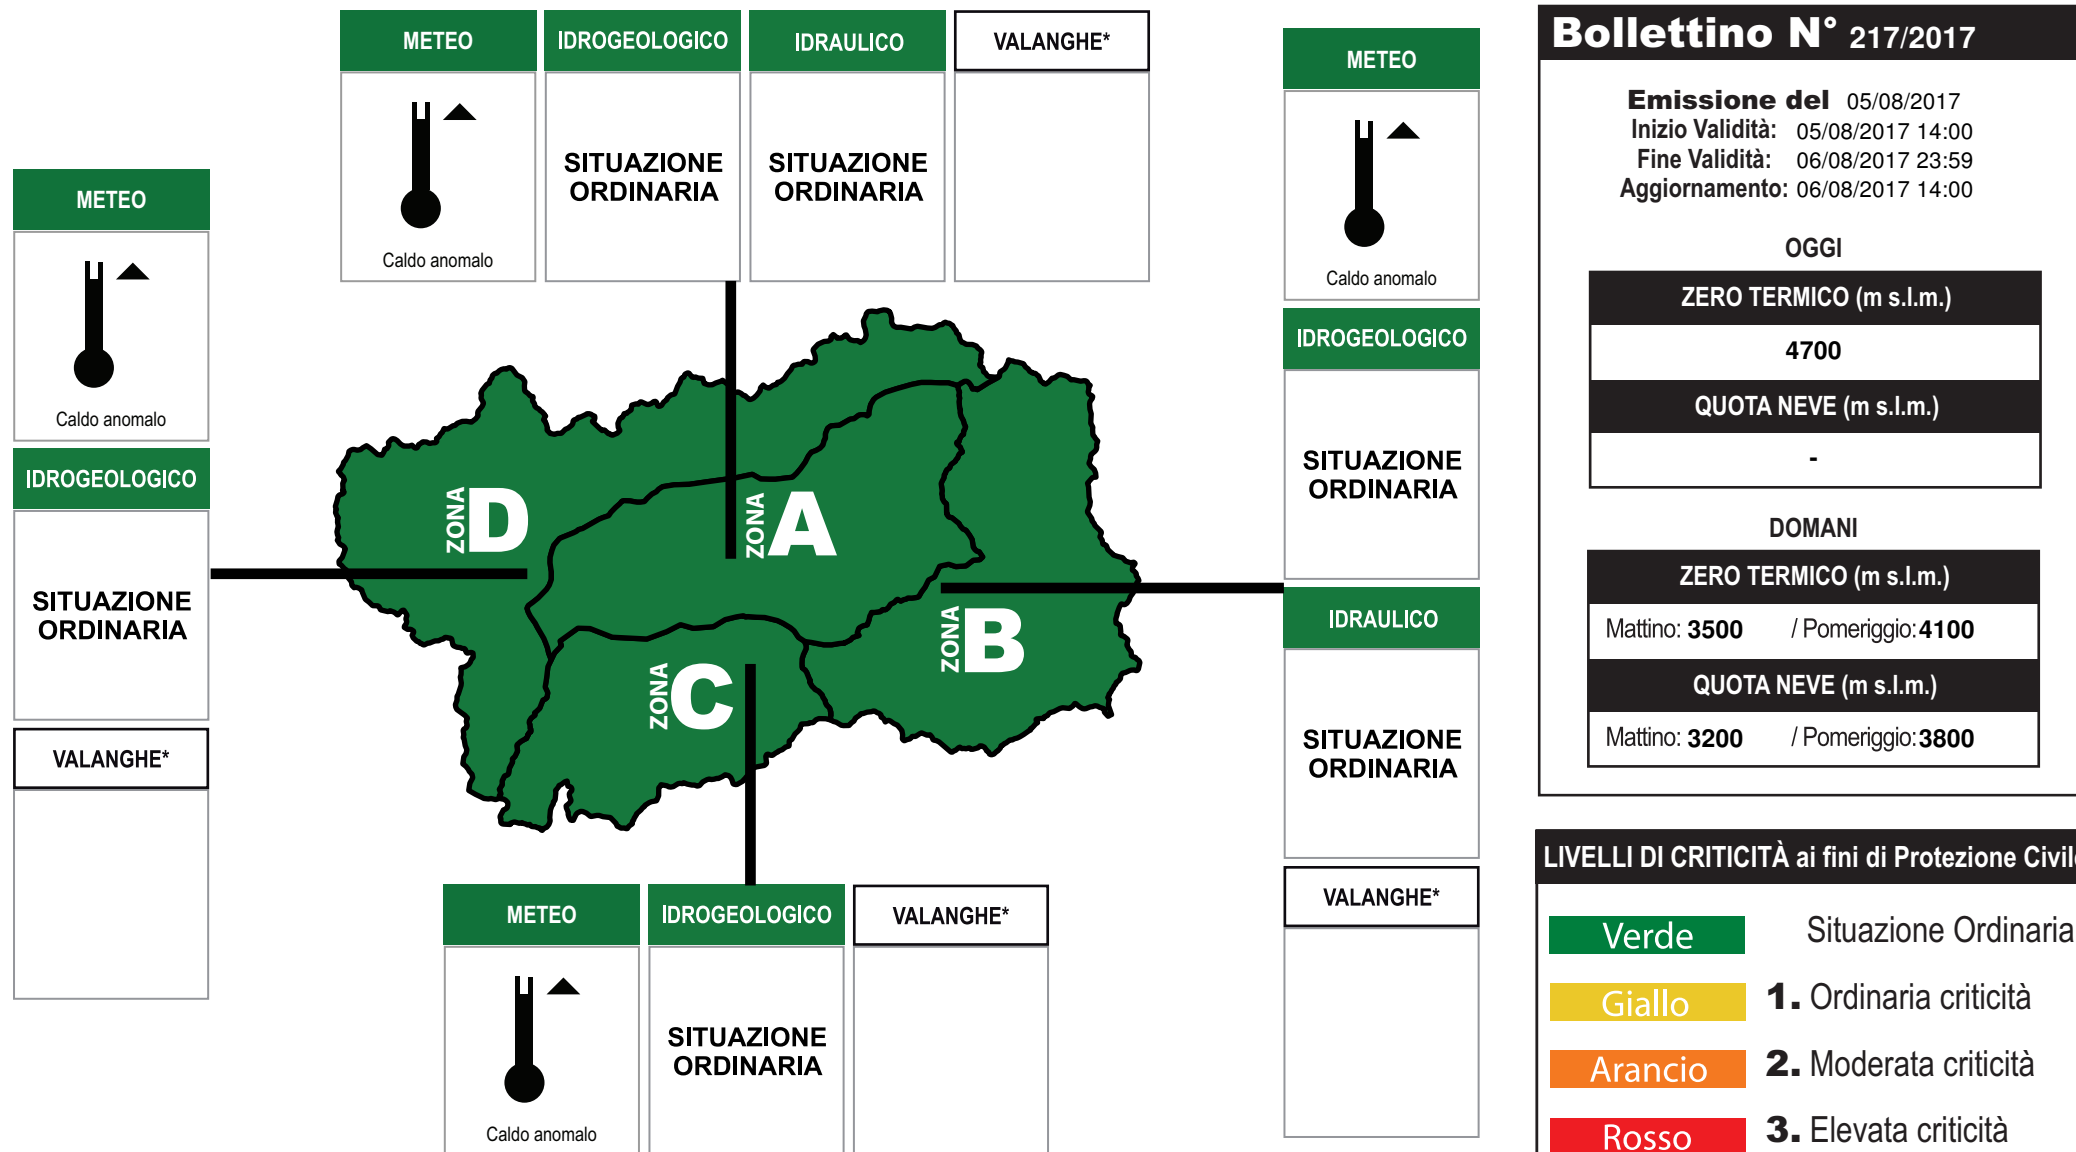 METEO
IDROGEOLOGICO
IDRAULICO
VALANGHE*
Caldo anomalo
SITUAZIONE
ORDINARIA
SITUAZIONE
ORDINARIA
METEO
Caldo anomalo
IDROGEOLOGICO
SITUAZIONE
ORDINARIA
VALANGHE*
ZONA D
ZONA A
ZONA B
ZONA C
METEO
Caldo anomalo
IDROGEOLOGICO
SITUAZIONE
ORDINARIA
IDRAULICO
SITUAZIONE
ORDINARIA
VALANGHE*
METEO
IDROGEOLOGICO
VALANGHE*
Caldo anomalo
SITUAZIONE
ORDINARIA
Bollettino N° 217/2017
Emissione del 05/08/2017
Inizio Validità: 05/08/2017 14:00
Fine Validità: 06/08/2017 23:59
Aggiornamento: 06/08/2017 14:00
OGGI
ZERO TERMICO (m s.l.m.)
4700
QUOTA NEVE (m s.l.m.)
-
DOMANI
ZERO TERMICO (m s.l.m.)
Mattino: 3500 / Pomeriggio: 4100
QUOTA NEVE (m s.l.m.)
Mattino: 3200 / Pomeriggio: 3800
LIVELLI DI CRITICITÀ ai fini di Protezione Civile
Verde Situazione Ordinaria
Giallo 1. Ordinaria criticità
Arancio 2. Moderata criticità
Rosso 3. Elevata criticità